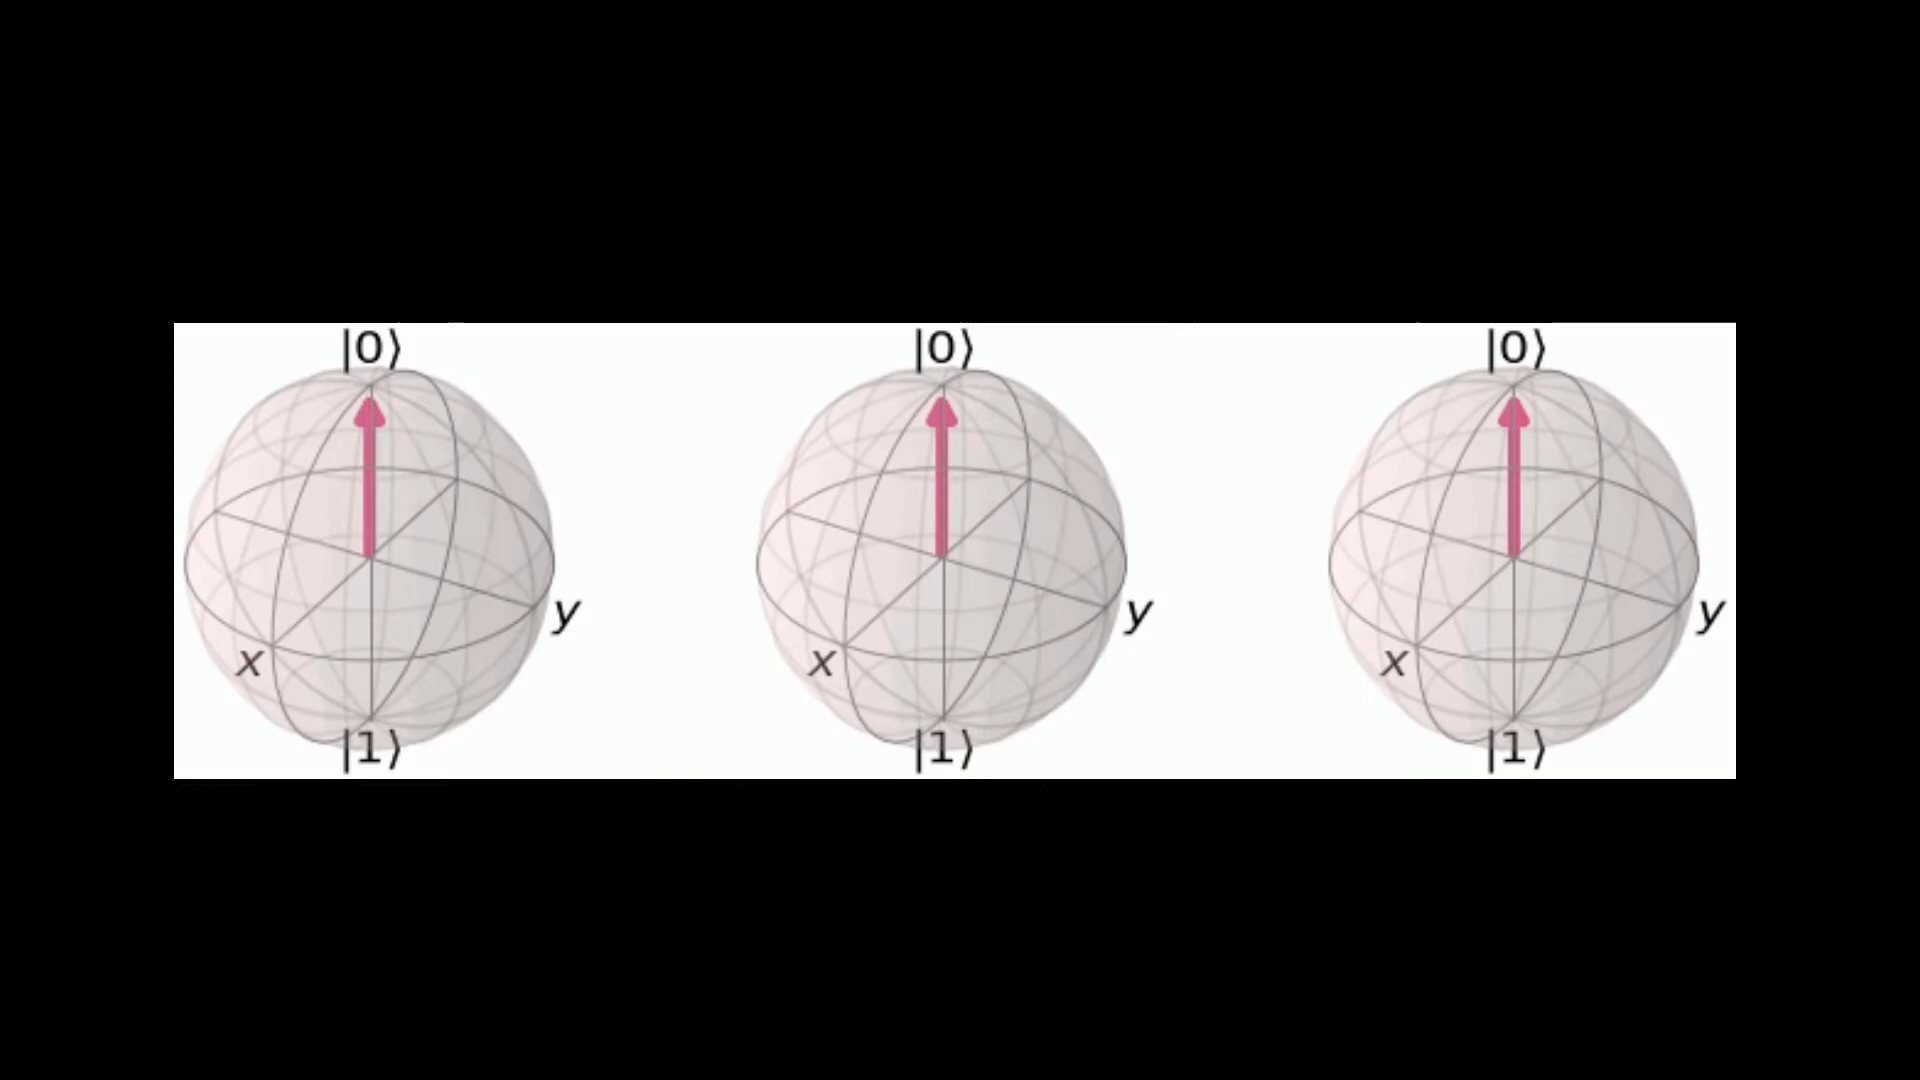 |0⟩ |0⟩ |0⟩
y y y
x x x
|1⟩ |1⟩ |1⟩